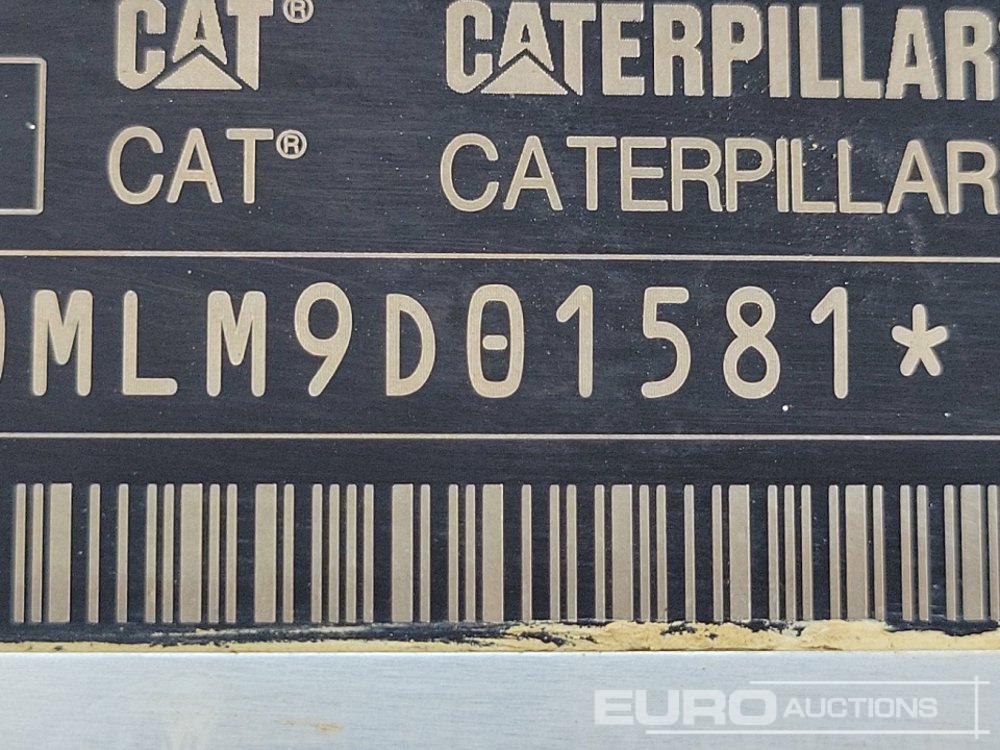 CAT® CATERPILLAR
CAT® CATERPILLAR
MLM9D01581*
EURO AUCTIONS